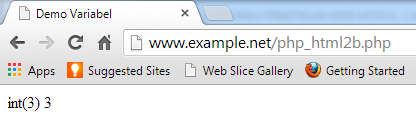 Demo Variabel
www.example.net/php_html2b.php
Apps Suggested Sites Web Slice Gallery Getting Started
int(3) 3